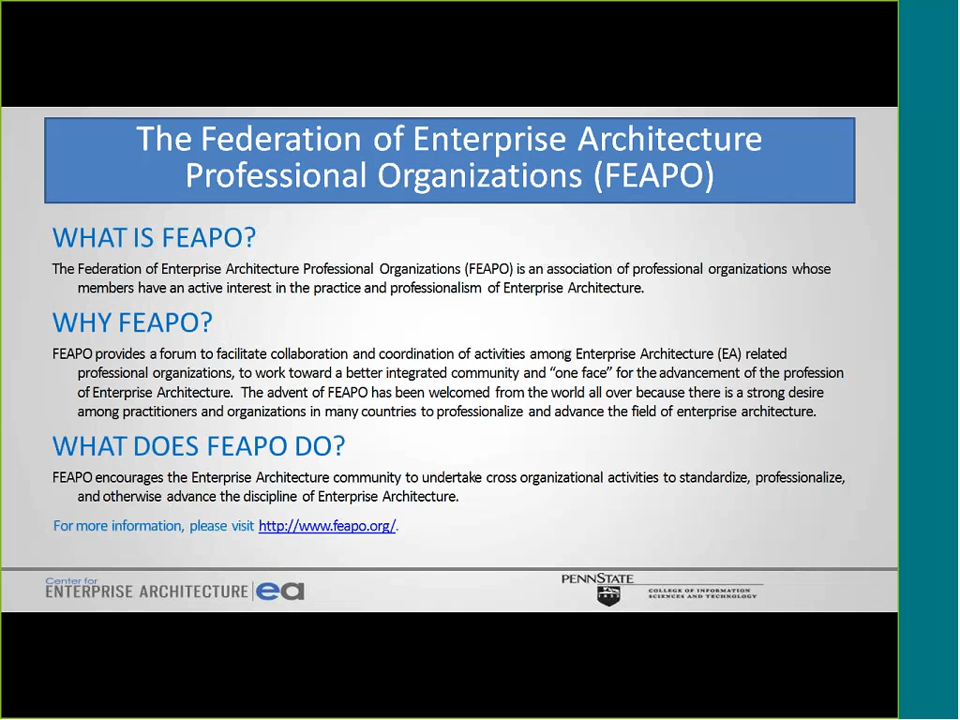 The Federation of Enterprise Architecture
Professional Organizations (FEAPO)
WHAT IS FEAPO?
The Federation of Enterprise Architecture Professional Organizations (FEAPO) is an association of professional organizations whose
members have an active interest in the practice and professionalism of Enterprise Architecture.
WHY FEAPO?
FEAPO provides a forum to facilitate collaboration and coordination of activities among Enterprise Architecture (EA) related
professional organizations, to work toward a better integrated community and “one face” for the advancement of the profession
of Enterprise Architecture. The advent of FEAPO has been welcomed from the world all over because there is a strong desire
among practitioners and organizations in many countries to professionalize and advance the field of enterprise architecture.
WHAT DOES FEAPO DO?
FEAPO encourages the Enterprise Architecture community to undertake cross organizational activities to standardize, professionalize,
and otherwise advance the discipline of Enterprise Architecture.
For more information, please visit http://www.feapo.org/.
Center for
ENTERPRISE ARCHITECTURE ea
PENNSTATE
COLLEGE OF INFORMATION
SCIENCES AND TECHNOLOGY